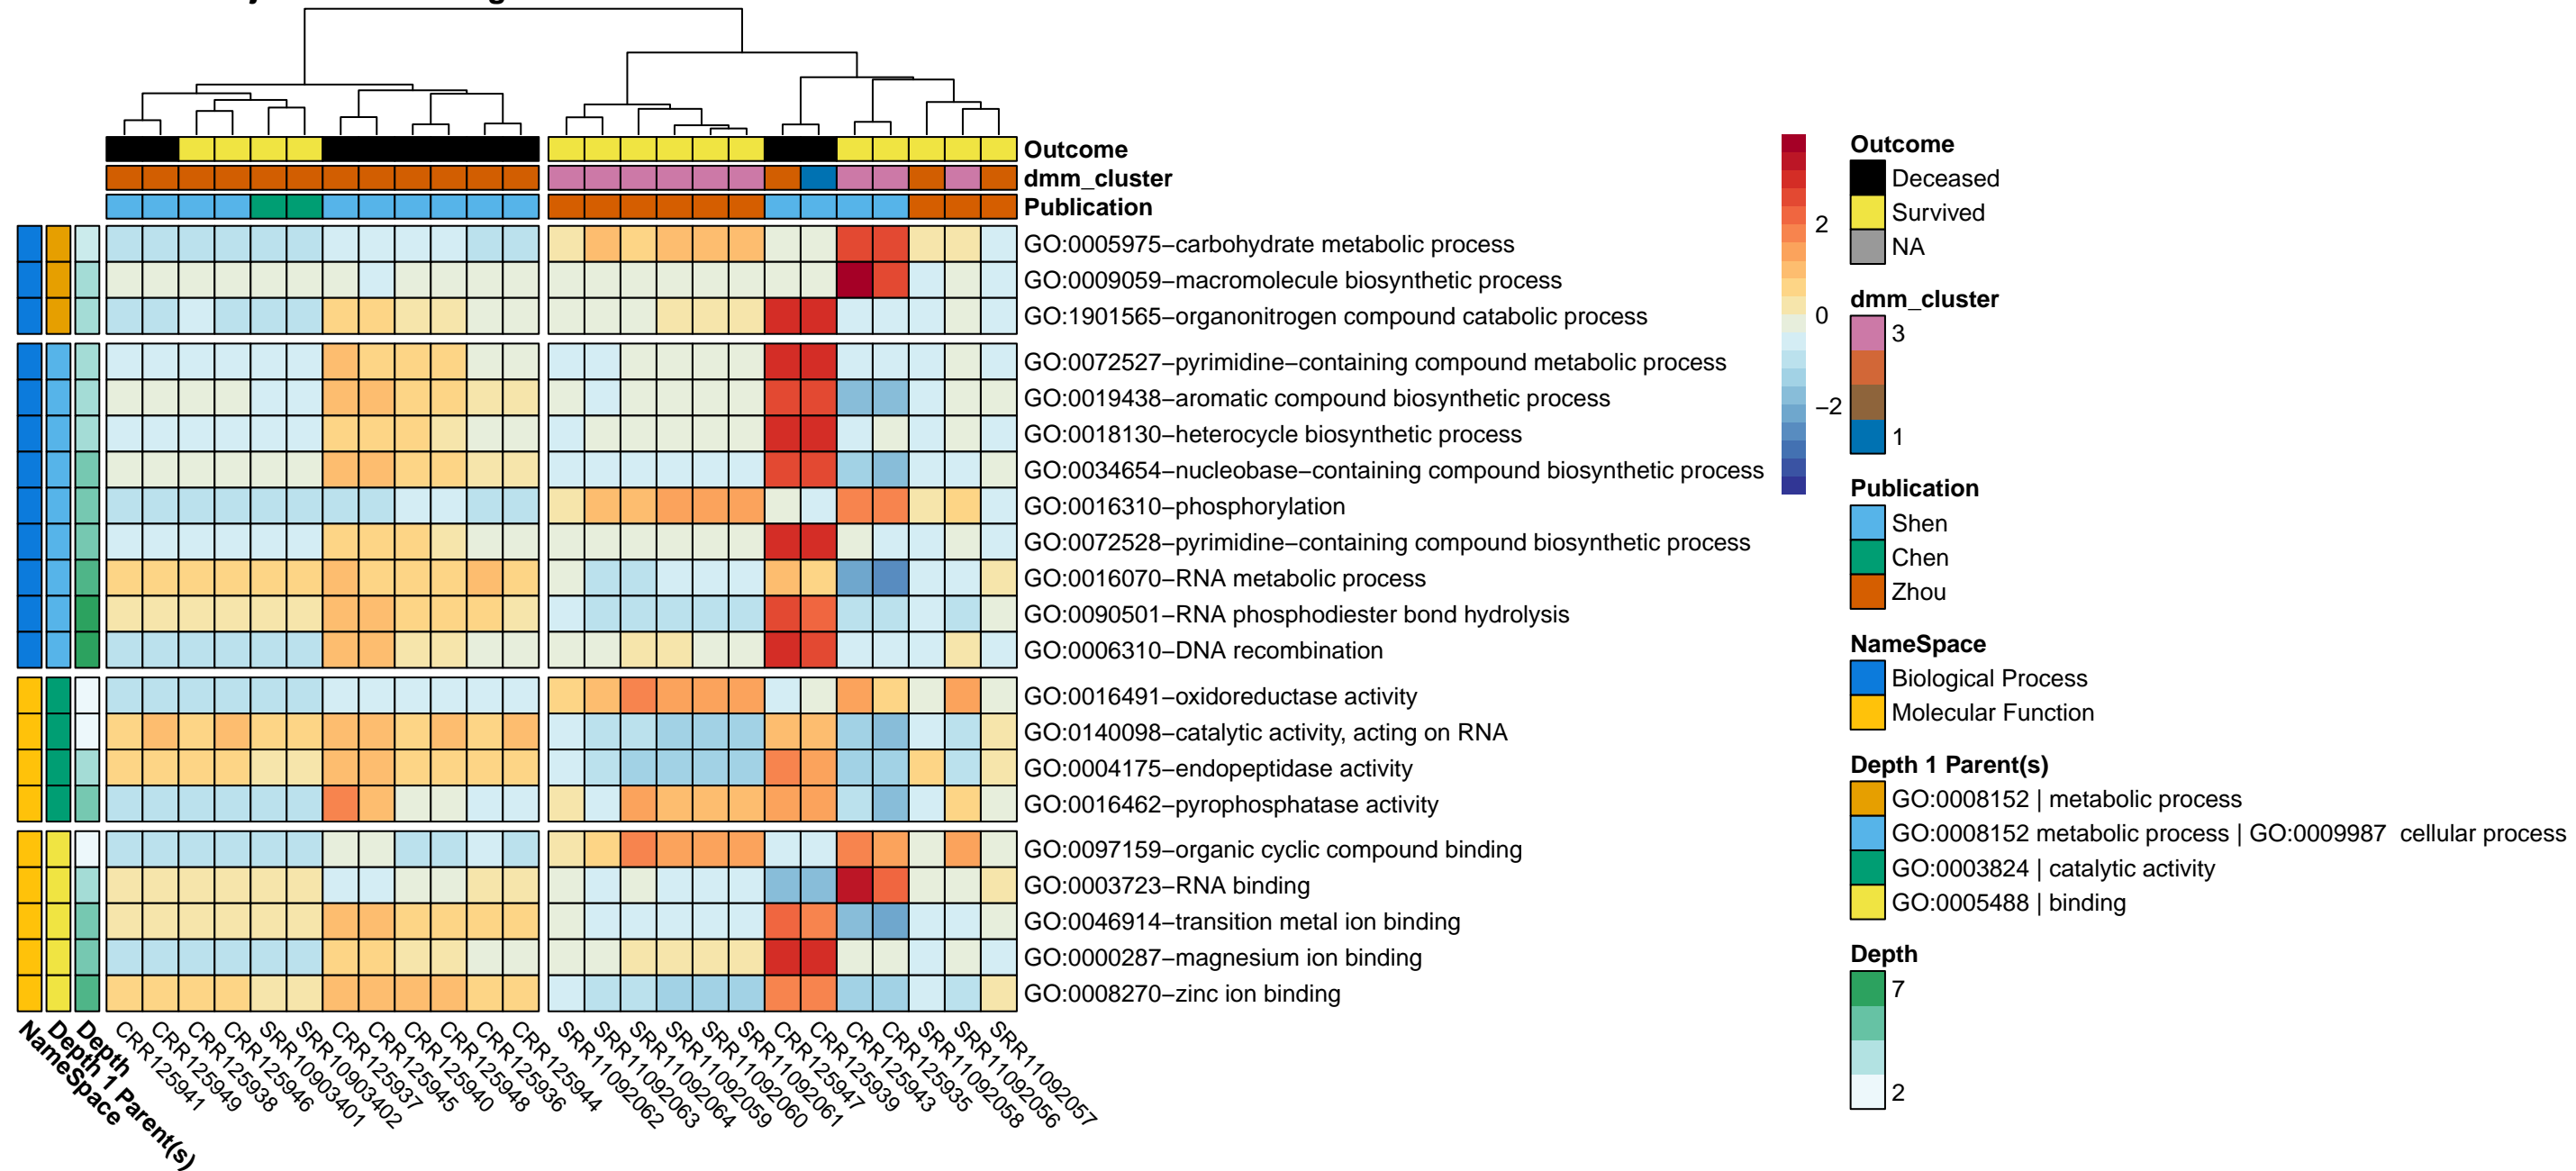 Outcome
dmm_cluster
Publication
GO:0005975−carbohydrate metabolic process
GO:0009059−macromolecule biosynthetic process
GO:1901565−organonitrogen compound catabolic process
GO:0072527−pyrimidine−containing compound metabolic process
GO:0019438−aromatic compound biosynthetic process
GO:0018130−heterocycle biosynthetic process
GO:0034654−nucleobase−containing compound biosynthetic process
GO:0016310−phosphorylation
GO:0072528−pyrimidine−containing compound biosynthetic process
GO:0016070−RNA metabolic process
GO:0090501−RNA phosphodiester bond hydrolysis
GO:0006310−DNA recombination
GO:0016491−oxidoreductase activity
GO:0140098−catalytic activity, acting on RNA
GO:0004175−endopeptidase activity
GO:0016462−pyrophosphatase activity
GO:0097159−organic cyclic compound binding
GO:0003723−RNA binding
GO:0046914−transition metal ion binding
GO:0000287−magnesium ion binding
GO:0008270−zinc ion binding
NameSpace
Depth 1 Parent(s)
Depth
CRR125941
CRR125949
CRR125938
CRR125946
SRR10903401
SRR10903402
CRR125937
CRR125945
CRR125940
CRR125948
CRR125936
CRR125944
SRR11092062
SRR11092063
SRR11092064
SRR11092059
SRR11092060
SRR11092061
CRR125947
CRR125939
CRR125943
CRR125935
SRR11092058
SRR11092056
SRR11092057
2
0
−2
Outcome
Deceased
Survived
NA
dmm_cluster
3
1
Publication
Shen
Chen
Zhou
NameSpace
Biological Process
Molecular Function
Depth 1 Parent(s)
GO:0008152 | metabolic process
GO:0008152 metabolic process | GO:0009987 cellular process
GO:0003824 | catalytic activity
GO:0005488 | binding
Depth
7
2